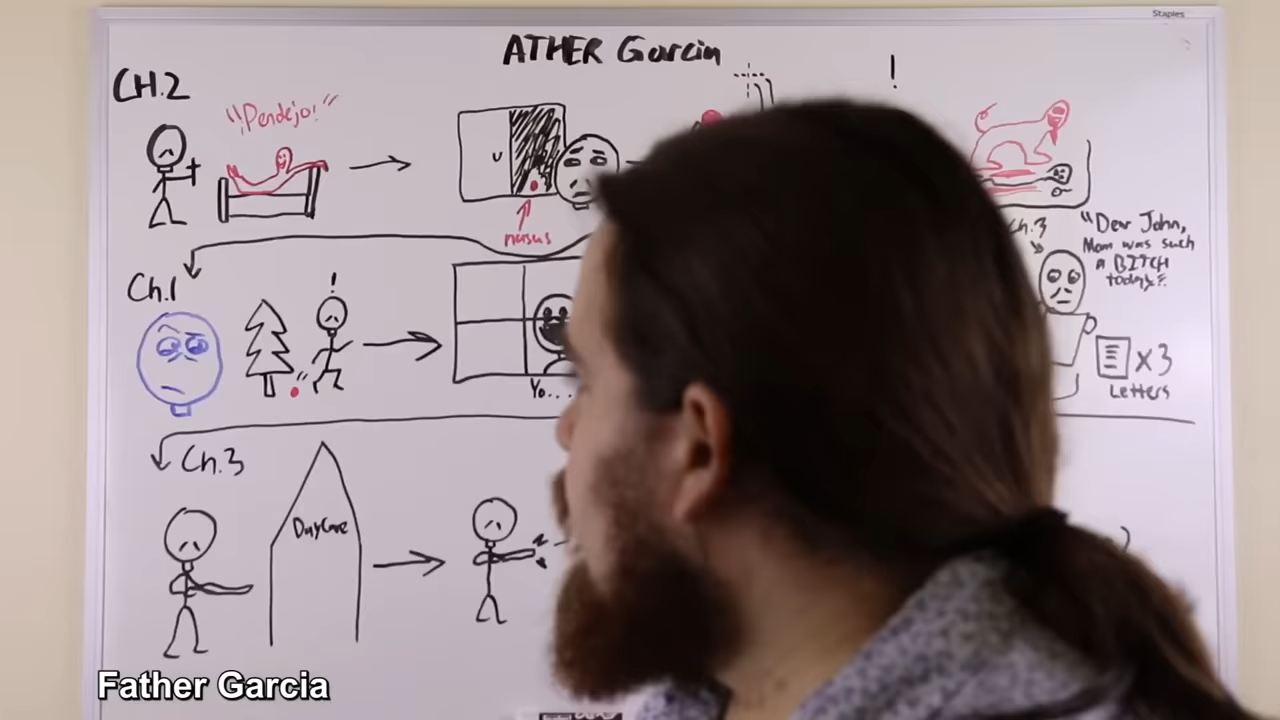 Staples
ATHER Garcia
CH.2
"Pendejo!"
!
U
nusus
Ch.3
"Dear John,
Mom was such
a BITCH
today".
Ch.1
!
Yo...
x3
Letters
Ch.3
DayCare
Father Garcia